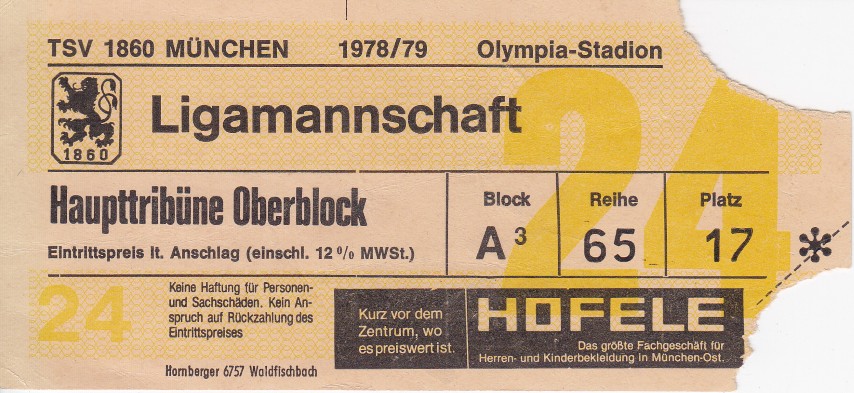 TSV 1860 MÜNCHEN 1978/79 Olympia-Stadion
1860
Ligamannschaft
24
Haupttribüne Oberblock
Eintrittspreis lt. Anschlag (einschl. 12 % MWSt.)
Block Reihe Platz
A3 65 17
24
Keine Haftung für Personen-
und Sachschäden. Kein An-
spruch auf Rückzahlung des
Eintrittspreises
Kurz vor dem
Zentrum, wo
es preiswert ist.
HÖFELE
Das größte Fachgeschäft für
Herren- und Kinderbekleidung in München-Ost.
Hornberger 6757 Waldfischbach